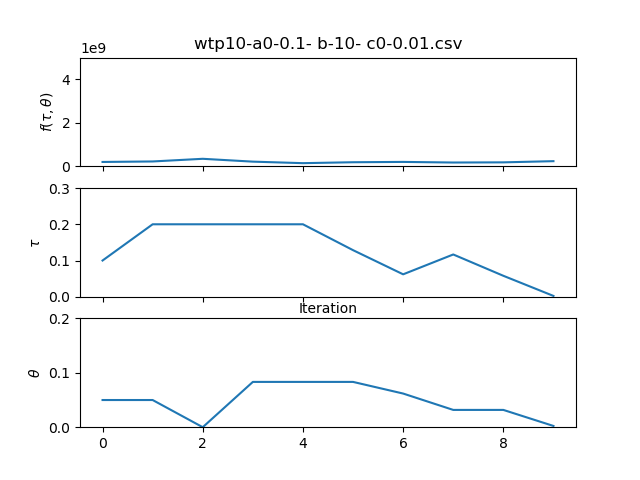 wtp10-a0-0.1- b-10- c0-0.01.csv
1e9
f(τ, θ)
4
2
0
τ
0.3
0.2
0.1
0.0
Iteration
θ
0.2
0.1
0.0
0 2 4 6 8